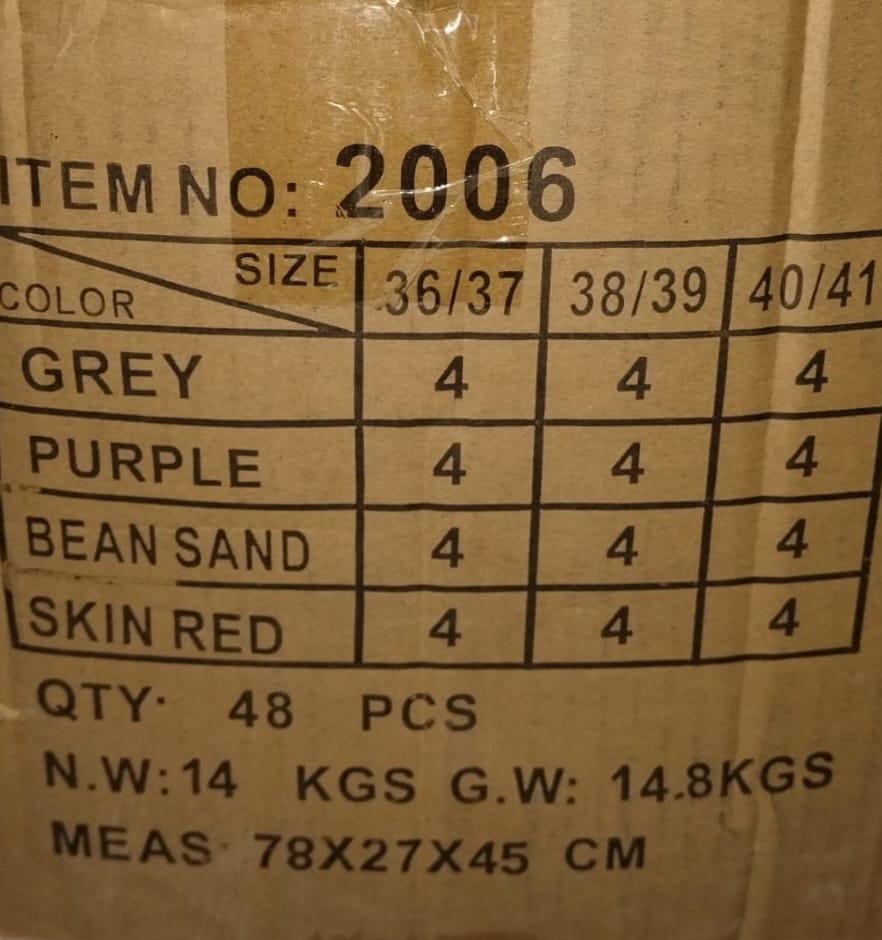 ITEM NO: 2006
SIZE 36/37 38/39 40/41
COLOR
GREY 4 4 4
PURPLE 4 4 4
BEAN SAND 4 4 4
SKIN RED 4 4 4
QTY· 48 PCS
N.W:14 KGS G.W: 14.8KGS
MEAS· 78X27X45 CM